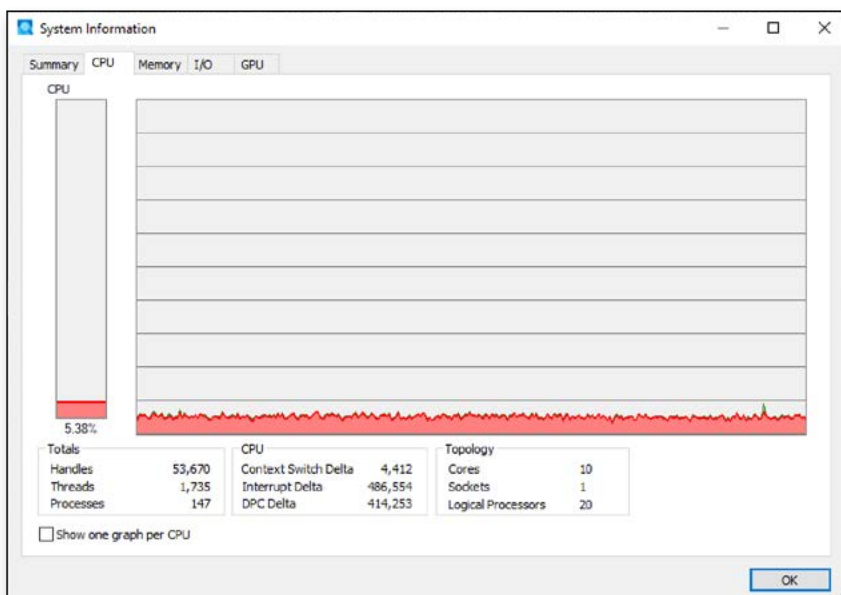 System Information
Summary CPU Memory I/O GPU
CPU
5.38%
Totals
Handles 53,670
Threads 1,735
Processes 147
CPU
Context Switch Delta 4,412
Interrupt Delta 486,554
DPC Delta 414,253
Topology
Cores 10
Sockets 1
Logical Processors 20
Show one graph per CPU
OK